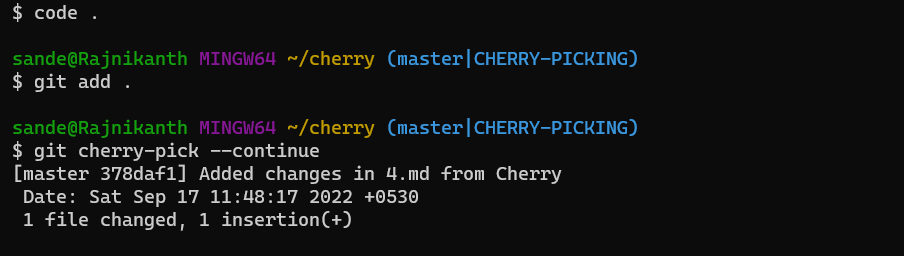 $ code .
sande@Rajnikanth MINGW64 ~/cherry (master|CHERRY-PICKING)
$ git add .
sande@Rajnikanth MINGW64 ~/cherry (master|CHERRY-PICKING)
$ git cherry-pick --continue
[master 378daf1] Added changes in 4.md from Cherry
Date: Sat Sep 17 11:48:17 2022 +0530
1 file changed, 1 insertion(+)